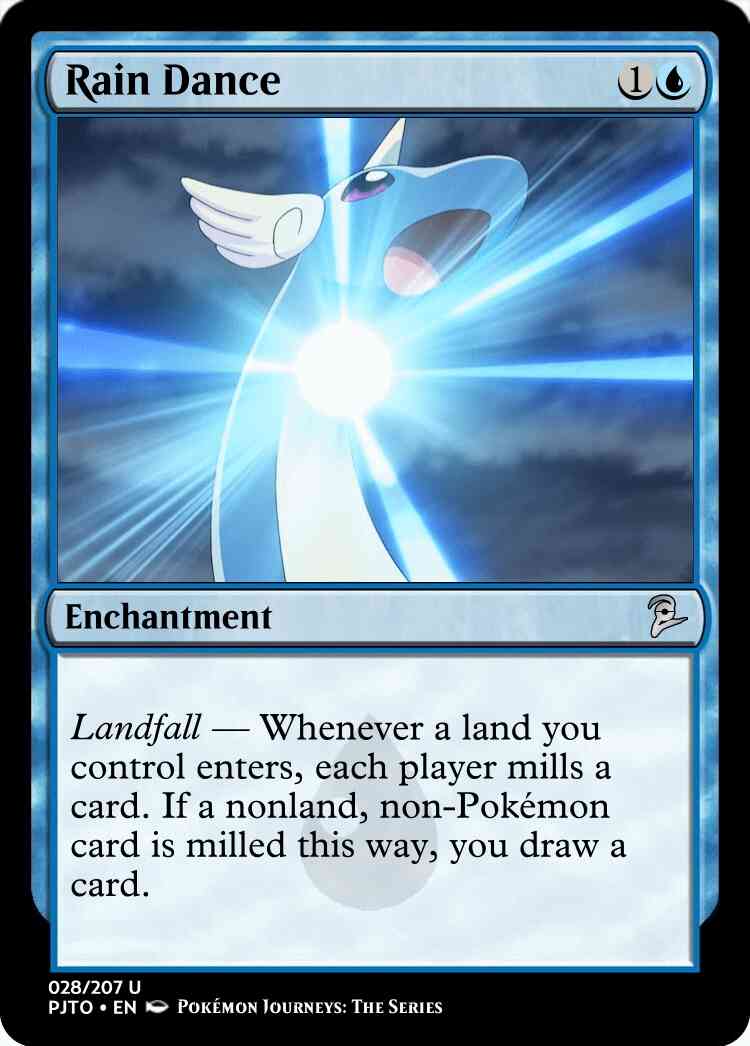 Rain Dance 1
Enchantment
Landfall — Whenever a land you
control enters, each player mills a
card. If a nonland, non-Pokémon
card is milled this way, you draw a
card.
028/207 U
PJTO • EN Pokémon Journeys: The Series